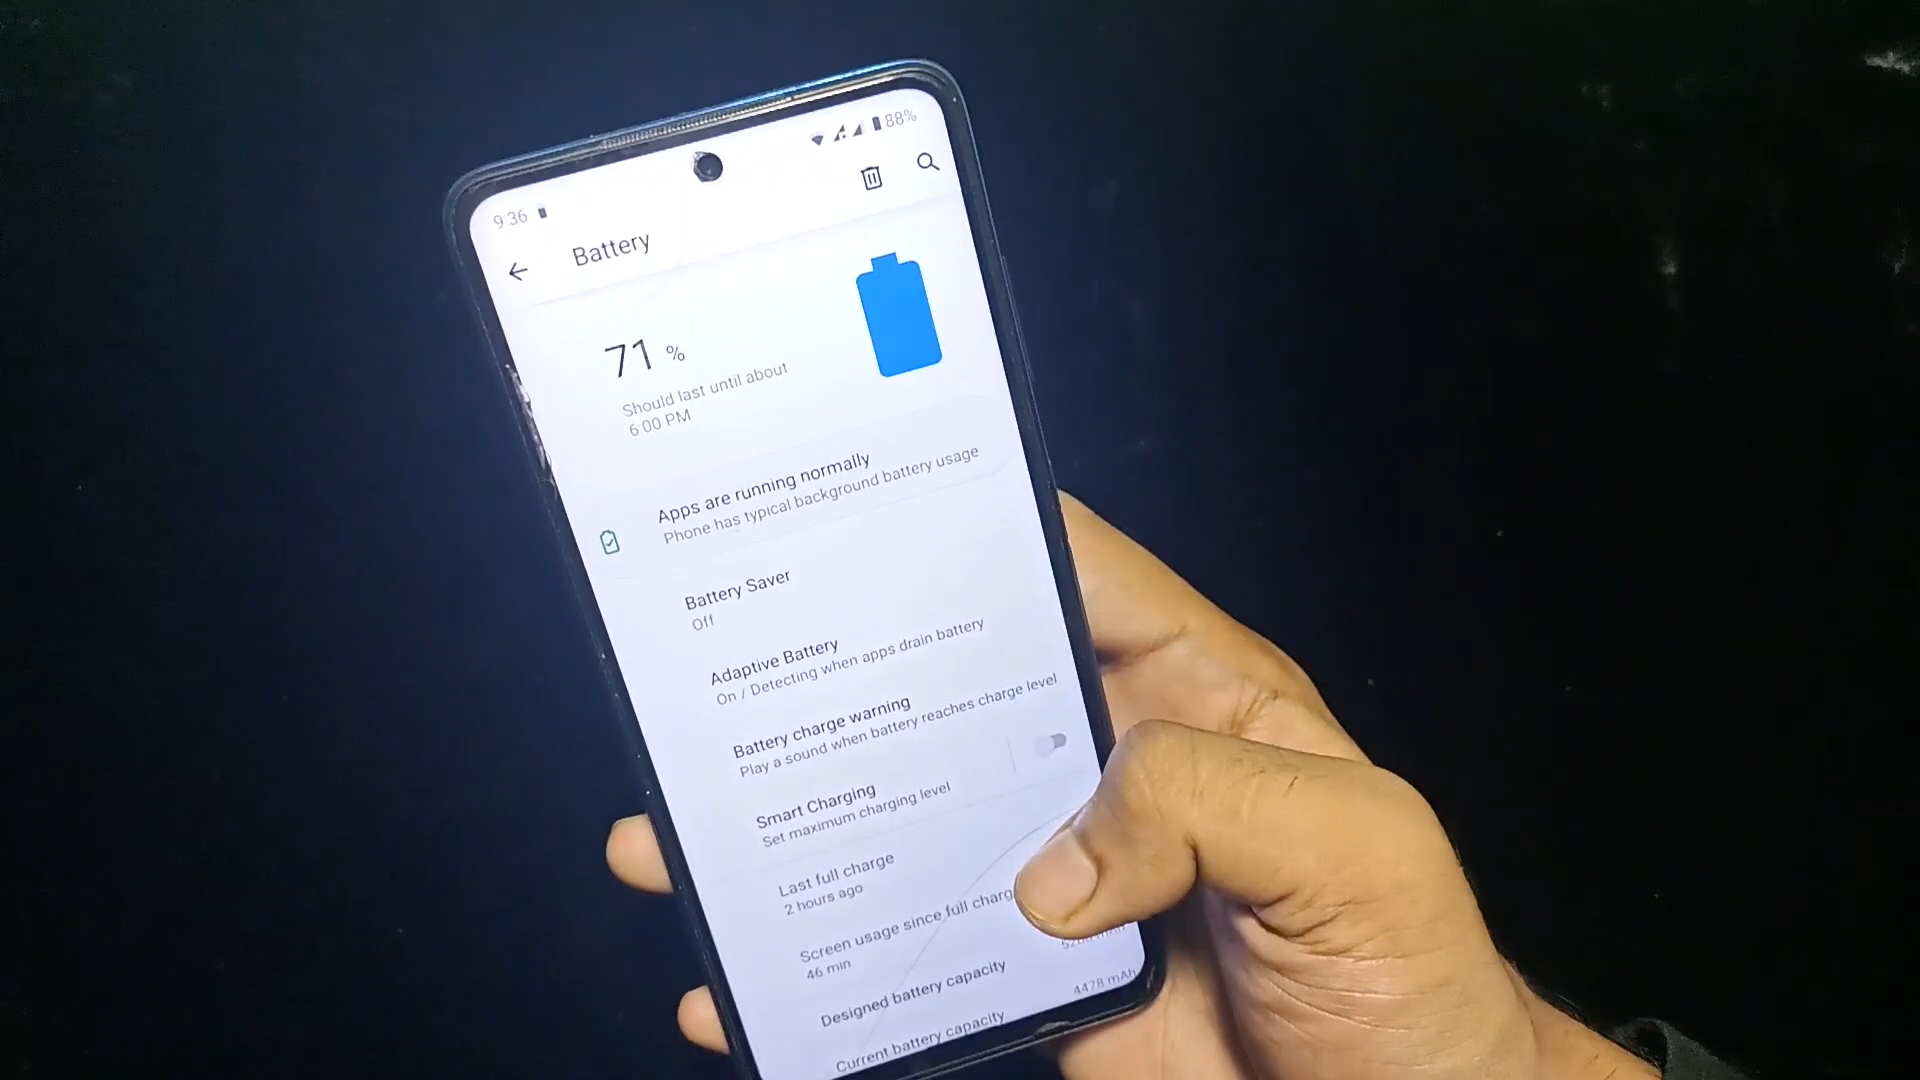 9:36
88%
Battery
71 %
Should last until about
6:00 PM
Apps are running normally
Phone has typical background battery usage
Battery Saver
Off
Adaptive Battery
On / Detecting when apps drain battery
Battery charge warning
Play a sound when battery reaches charge level
Smart Charging
Set maximum charging level
Last full charge
2 hours ago
Screen usage since full charg
46 min
Designed battery capacity
Current battery capacity
4478 mAh